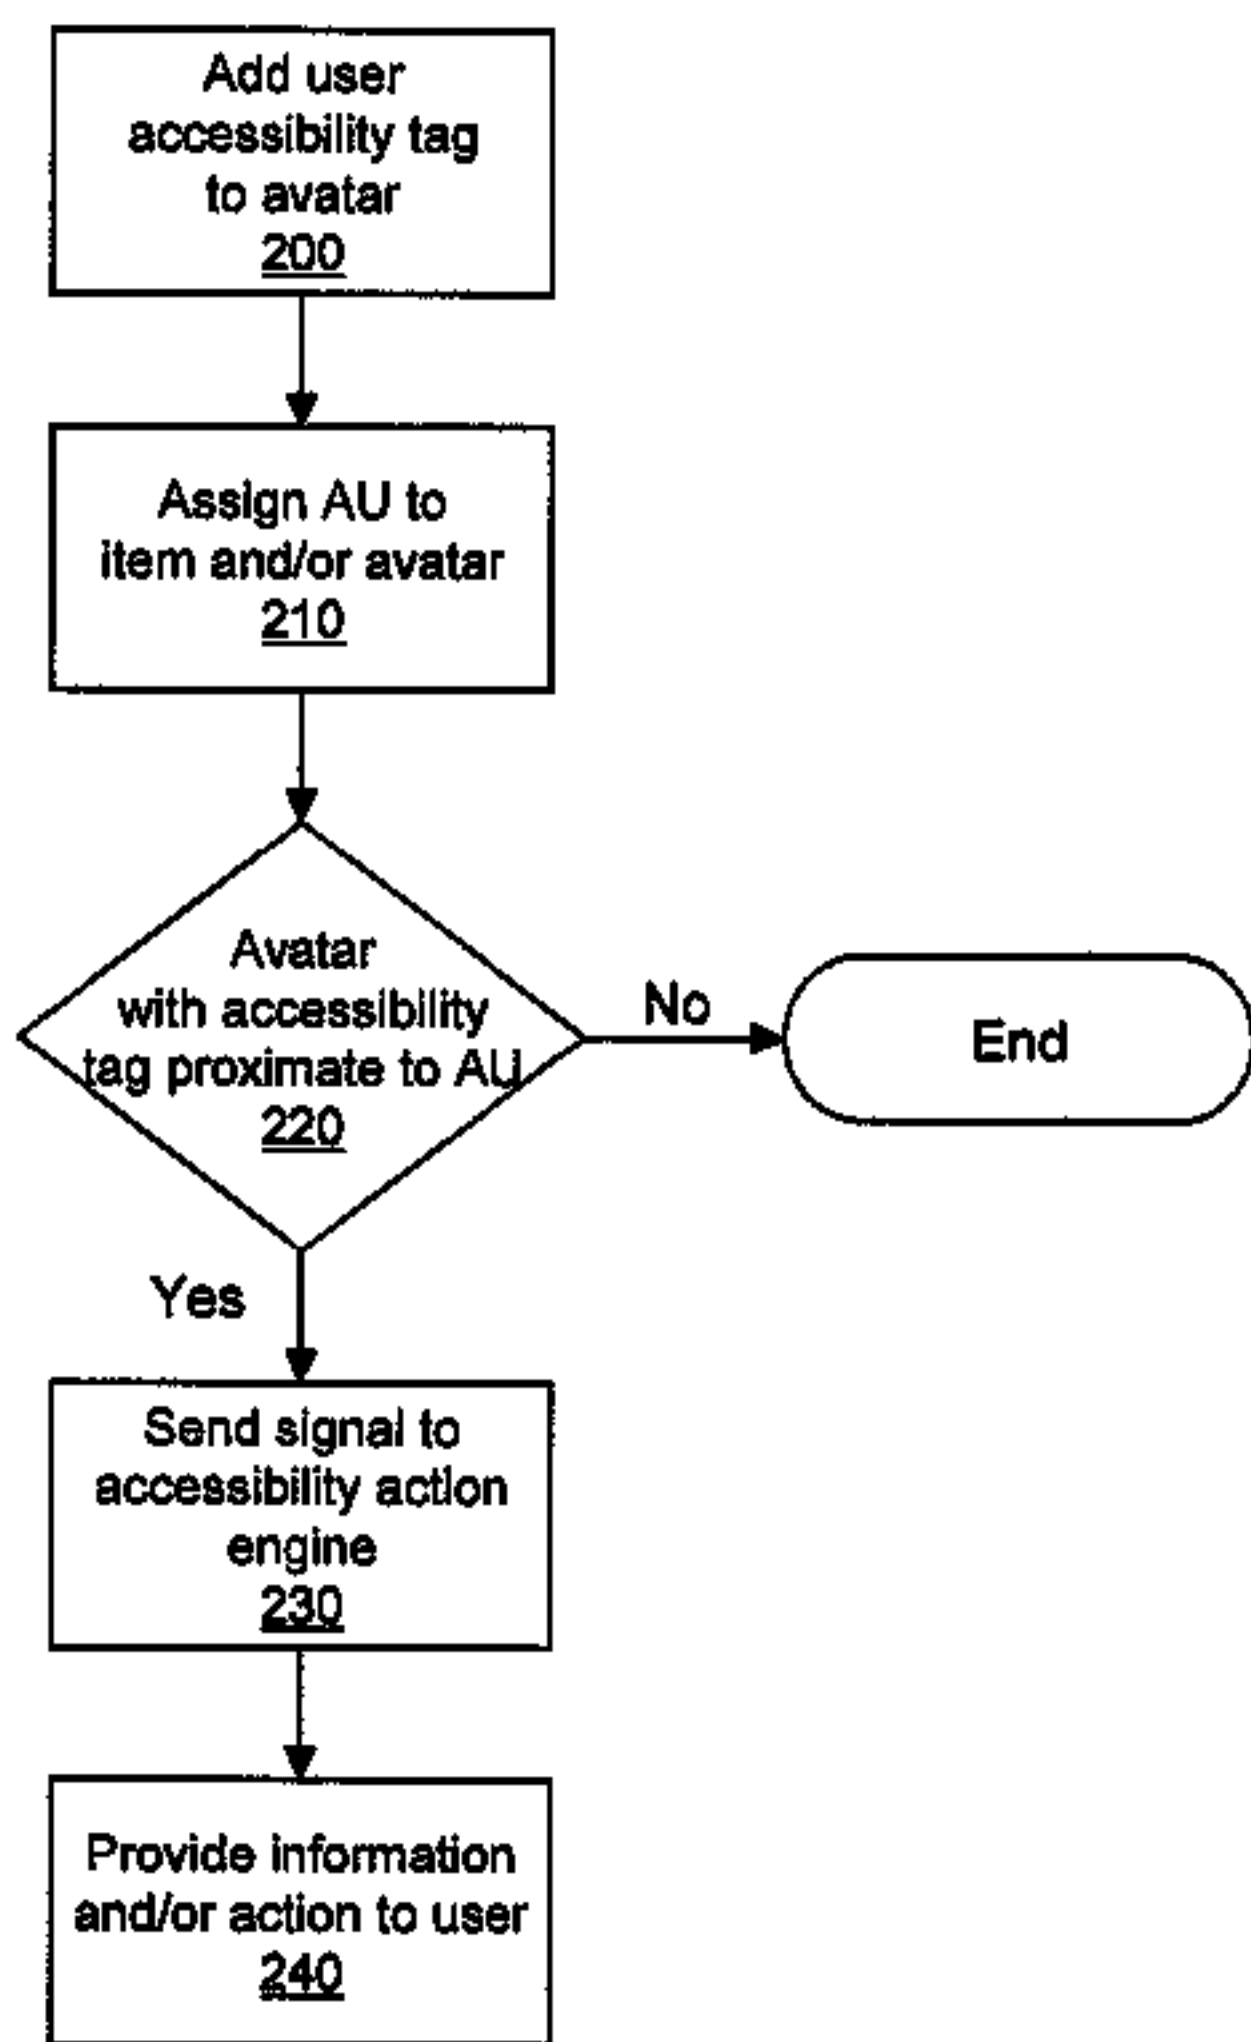 Add user
accessibility tag
to avatar
200
Assign AU to
item and/or avatar
210
Avatar
with accessibility
tag proximate to AU
220
No
End
Yes
Send signal to
accessibility action
engine
230
Provide information
and/or action to user
240